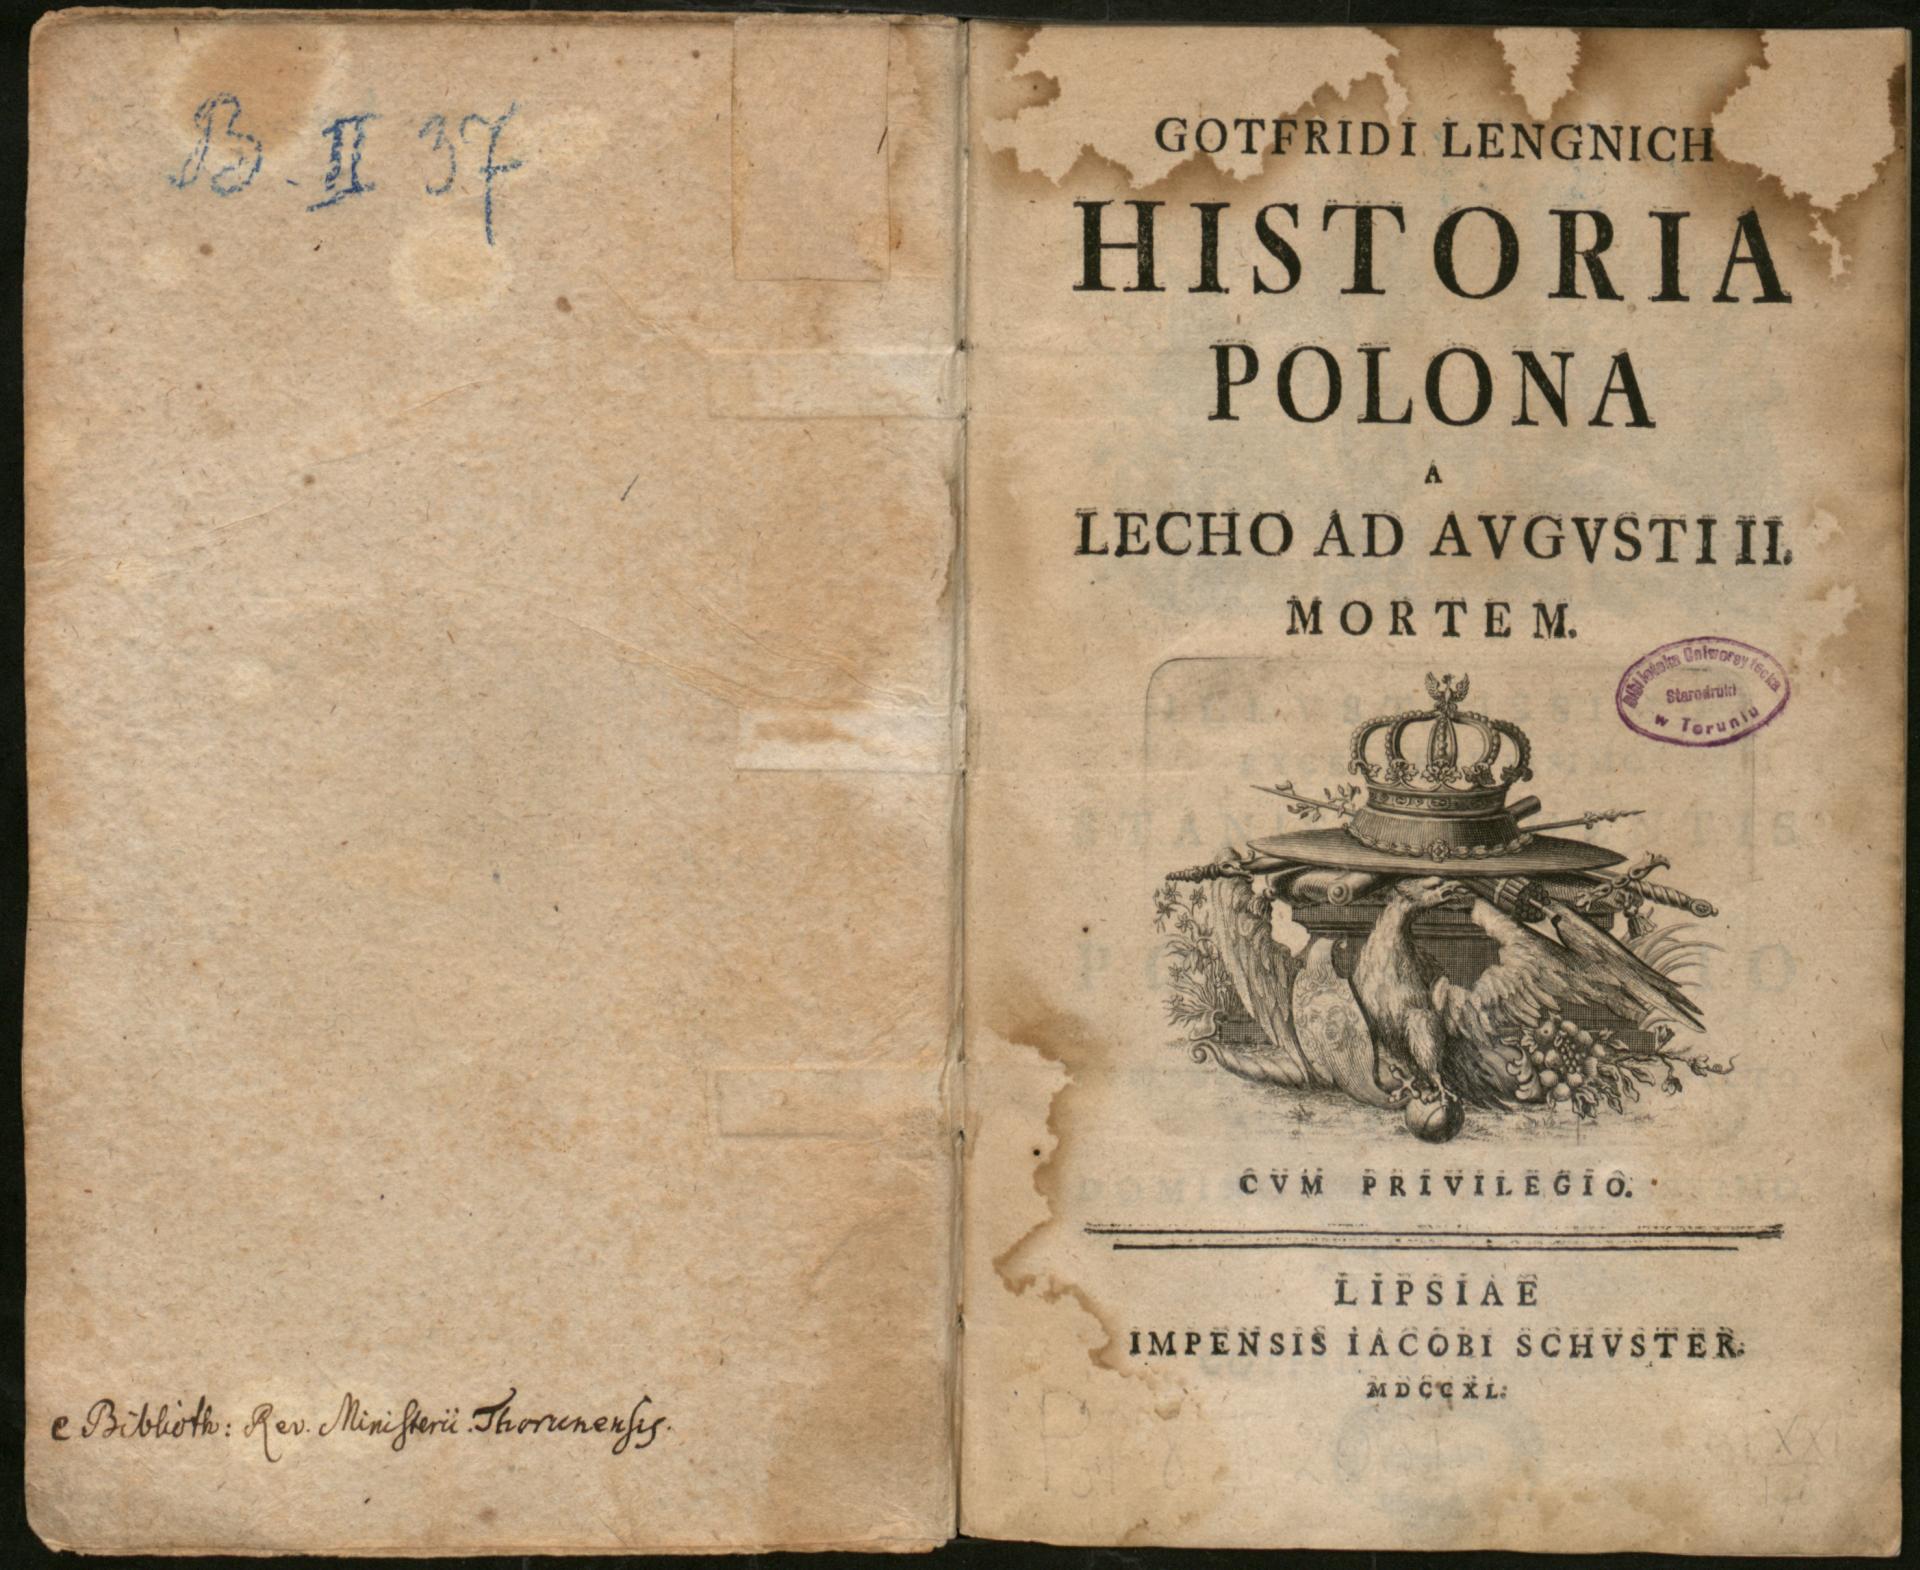 B. II 37
e Biblioth: Rev. Ministerii Thorunensis.
GOTFRIDI LENGNICH
HISTORIA
POLONA
A
LECHO AD AVGVSTI II.
MORTEM.
Biblioteka Uniwersytecka
Starodruki
w Toruniu
CVM PRIVILEGIO.
LIPSIAE
IMPENSIS IACOBI SCHVSTER.
MDCCXL.